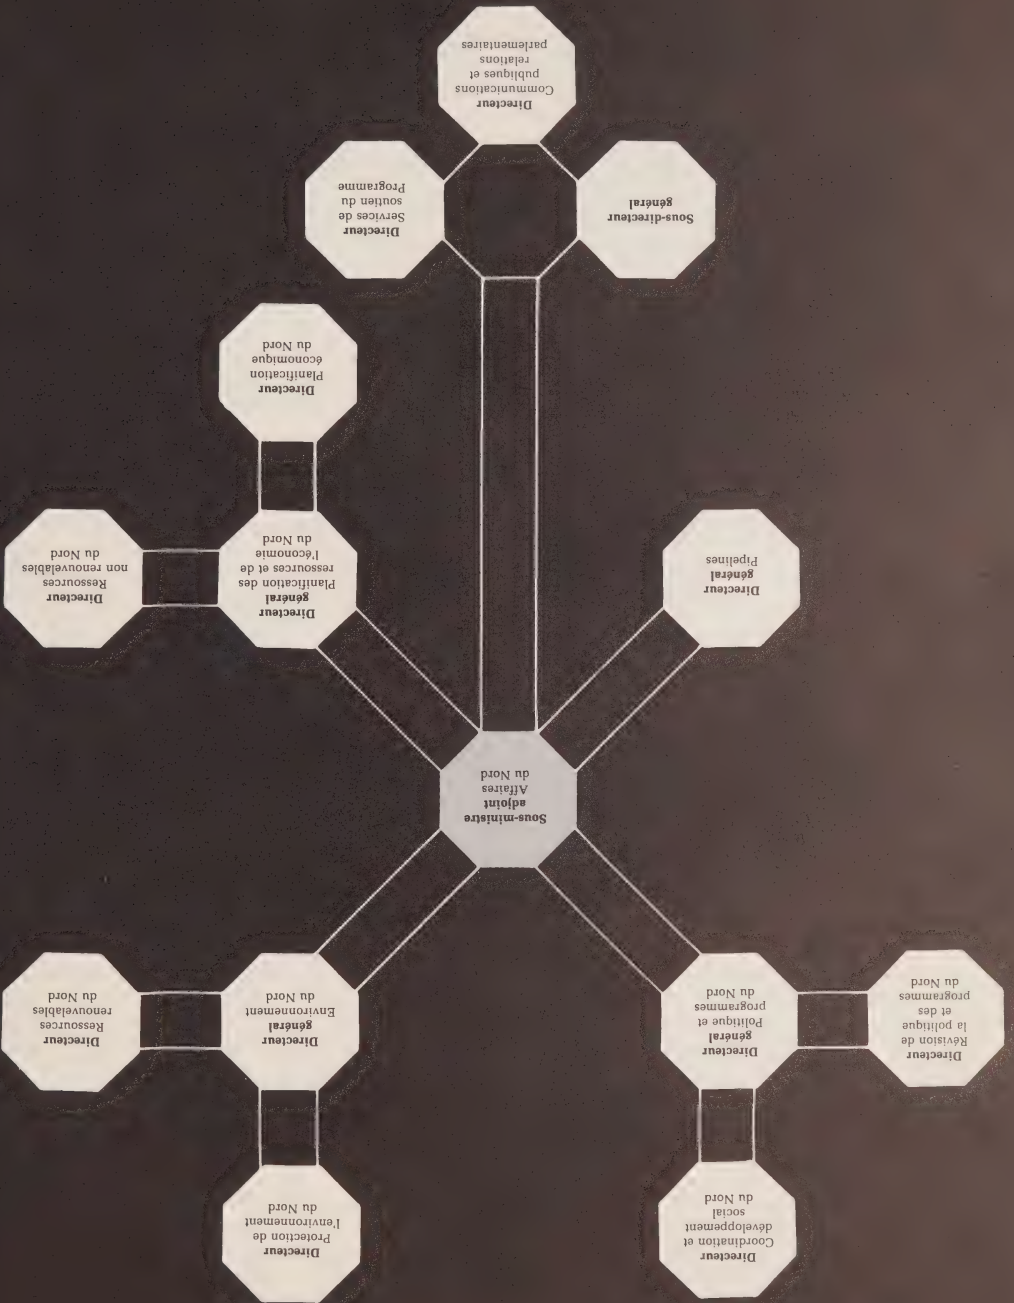 Directeur
Coordination et
développement
social
du Nord
Directeur
Protection de
l'environnement
du Nord
Directeur
Révision de
la politique
et des
programmes
du Nord
Directeur
général
Politique et
programmes
du Nord
Directeur
général
Environnement
du Nord
Directeur
Ressources
renouvelables
du Nord
Sous-ministre
adjoint
Affaires
du Nord
Directeur
général
Pipelines
Directeur
général
Planification des
ressources et de
l'économie
du Nord
Directeur
Ressources
non renouvelables
du Nord
Directeur
Planification
économique
du Nord
Sous-directeur
général
Directeur
Services de
soutien du
Programme
Directeur
Communications
publiques et
relations
parlementaires